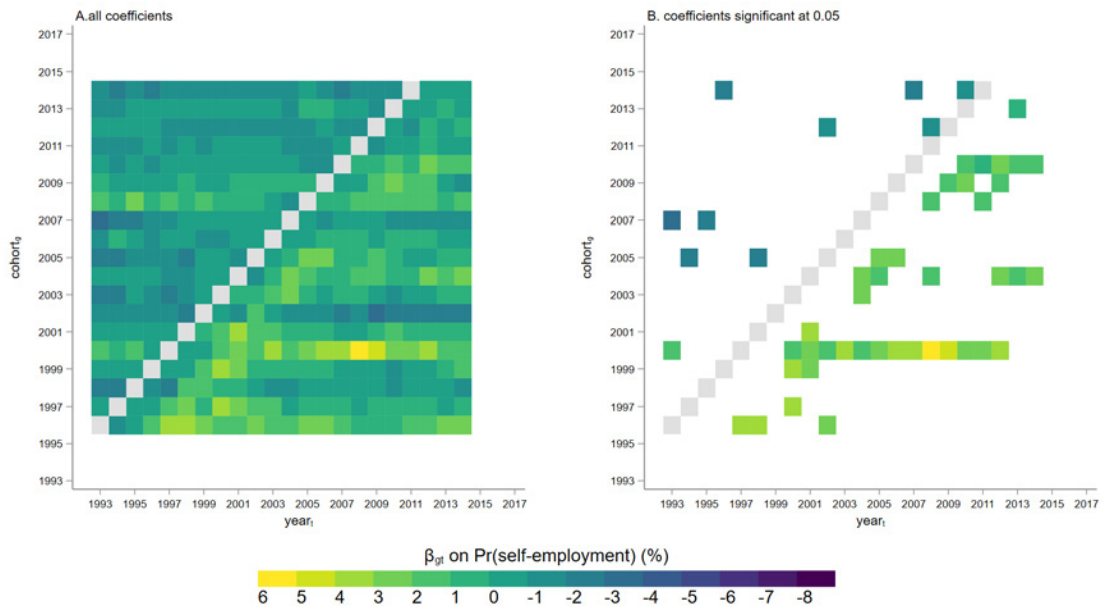 A.all coefficients
B. coefficients significant at 0.05
2017
2015
2013
2011
2009
2007
2005
2003
2001
1999
1997
1995
1993
cohortg
1993 1995 1997 1999 2001 2003 2005 2007 2009 2011 2013 2015 2017
yeart
2017
2015
2013
2011
2009
2007
2005
2003
2001
1999
1997
1995
1993
cohortg
1993 1995 1997 1999 2001 2003 2005 2007 2009 2011 2013 2015 2017
yeart
βgt on Pr(self-employment) (%)
6 5 4 3 2 1 0 -1 -2 -3 -4 -5 -6 -7 -8